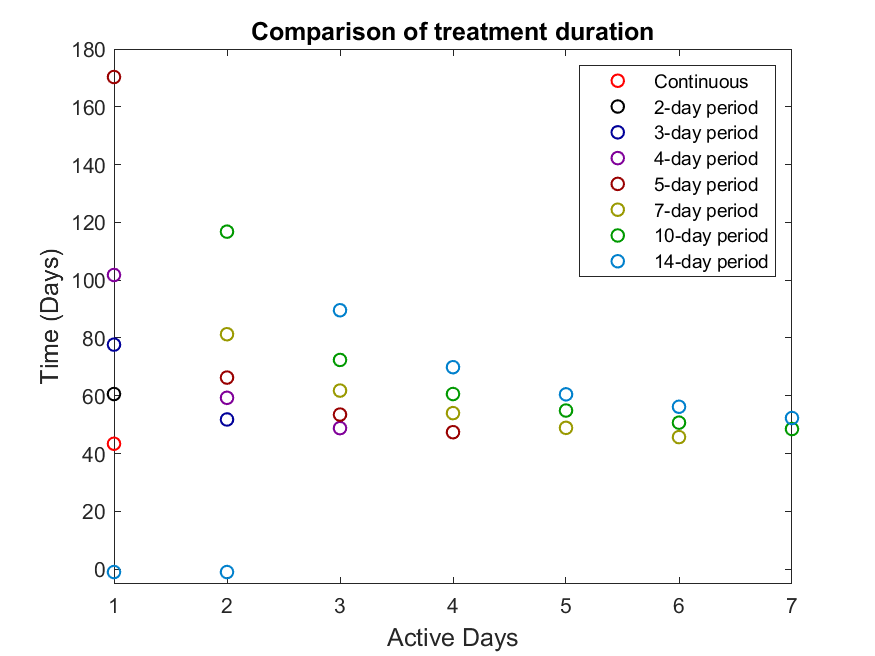 Comparison of treatment duration
180
160
140
120
100
80
60
40
20
0
Time (Days)
Continuous
2-day period
3-day period
4-day period
5-day period
7-day period
10-day period
14-day period
1 2 3 4 5 6 7
Active Days